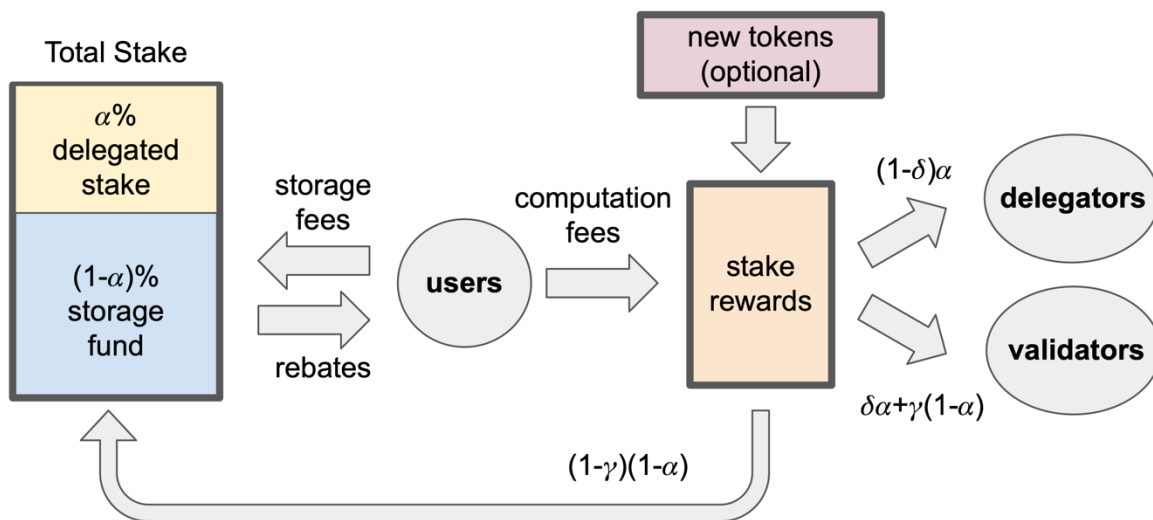 Total Stake
α%
delegated
stake
(1-α)%
storage
fund
storage
fees
rebates
users
computation
fees
new tokens
(optional)
stake
rewards
(1-δ)α
delegators
validators
δα+γ(1-α)
(1-γ)(1-α)